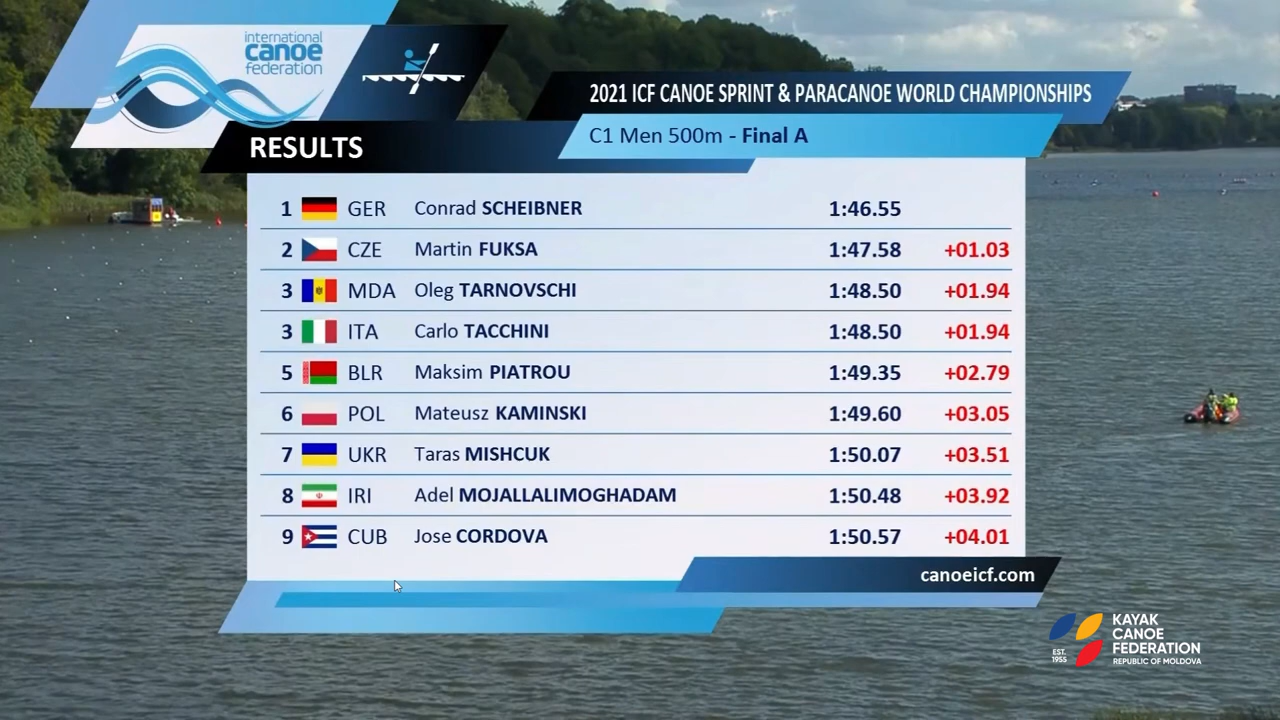 international
canoe
federation
2021 ICF CANOE SPRINT & PARACANOE WORLD CHAMPIONSHIPS
C1 Men 500m - Final A
RESULTS
1 GER Conrad SCHEIBNER 1:46.55
2 CZE Martin FUKSA 1:47.58 +01.03
3 MDA Oleg TARNOVSCHI 1:48.50 +01.94
3 ITA Carlo TACCHINI 1:48.50 +01.94
5 BLR Maksim PIATROU 1:49.35 +02.79
6 POL Mateusz KAMINSKI 1:49.60 +03.05
7 UKR Taras MISHCUK 1:50.07 +03.51
8 IRI Adel MOJALLALIMOGHADAM 1:50.48 +03.92
9 CUB Jose CORDOVA 1:50.57 +04.01
canoeicf.com
EST. 1955
KAYAK
CANOE
FEDERATION
REPUBLIC OF MOLDOVA